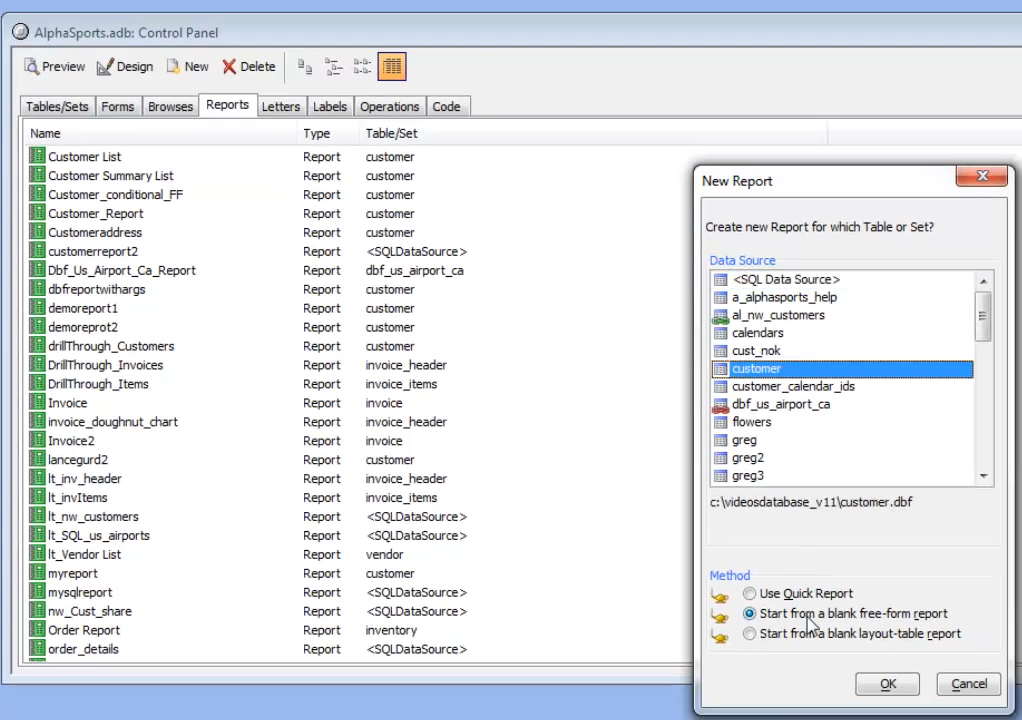 AlphaSports.adb: Control Panel
Preview Design New Delete
Tables/Sets Forms Browses Reports Letters Labels Operations Code
Name Type Table/Set
Customer List Report customer
Customer Summary List Report customer
Customer_conditional_FF Report customer
Customer_Report Report customer
Customeraddress Report customer
customerreport2 Report <SQLDataSource>
Dbf_Us_Airport_Ca_Report Report dbf_us_airport_ca
dbfreportwithargs Report customer
demoreport1 Report customer
demoreprot2 Report customer
drillThrough_Customers Report customer
DrillThrough_Invoices Report invoice_header
DrillThrough_Items Report invoice_items
Invoice Report invoice
invoice_doughnut_chart Report invoice_header
Invoice2 Report invoice
lancegurd2 Report customer
lt_inv_header Report invoice_header
lt_invItems Report invoice_items
lt_nw_customers Report <SQLDataSource>
lt_SQL_us_airports Report <SQLDataSource>
lt_Vendor List Report vendor
myreport Report customer
mysqlreport Report <SQLDataSource>
nw_Cust_share Report <SQLDataSource>
Order Report Report inventory
order_details Report <SQLDataSource>
New Report
Create new Report for which Table or Set?
Data Source
<SQL Data Source>
a_alphasports_help
al_nw_customers
calendars
cust_nok
customer
customer_calendar_ids
dbf_us_airport_ca
flowers
greg
greg2
greg3
c:\videosdatabase_v11\customer.dbf
Method
Use Quick Report
Start from a blank free-form report
Start from a blank layout-table report
OK Cancel